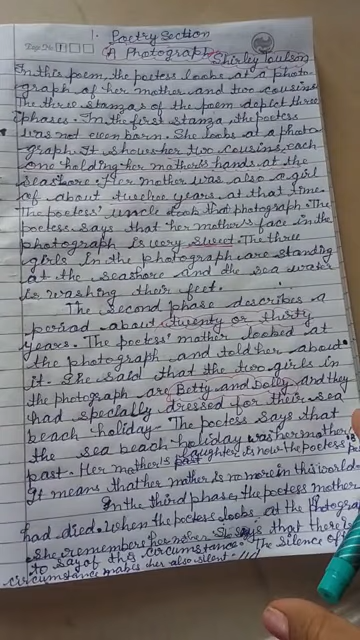 Poetry Section
Page No. 1
(A Photograph) Shirley Toulson
In this poem, the poetess looks at a photo-
graph of her mother and two cousins.
The three stanzas of the poem depict three
phases. In the first stanza, the poetess
was not even born. She looks at a photo
graph. It shows her two cousins, each
one holding her mother's hands at the
seashore. Her mother was also a girl
of about twelve years at that time.
The poetess' uncle took that photograph. The
poetess says that her mother's face in the
photograph is very sweet. The three
girls in the photograph are standing
at the seashore and the sea water
is washing their feet.
The second phase describes a
period about twenty or thirty
years. The poetess' mother looked at
the photograph and told her about
it. She said that the two girls in
the photograph are Betty and Dolly and they
had specially dressed for their sea
beach holiday. The poetess says that
the sea beach holiday was her mother's
past. Her mother's laughter is now the poetess
past
It means that her mother is no more in this world.
In the third phase, the poetess mother
had died. When the poetess looks at the photogra
she remembers her mother. She says that there is
to say of this circumstance. The silence of
circumstance makes her also silent.